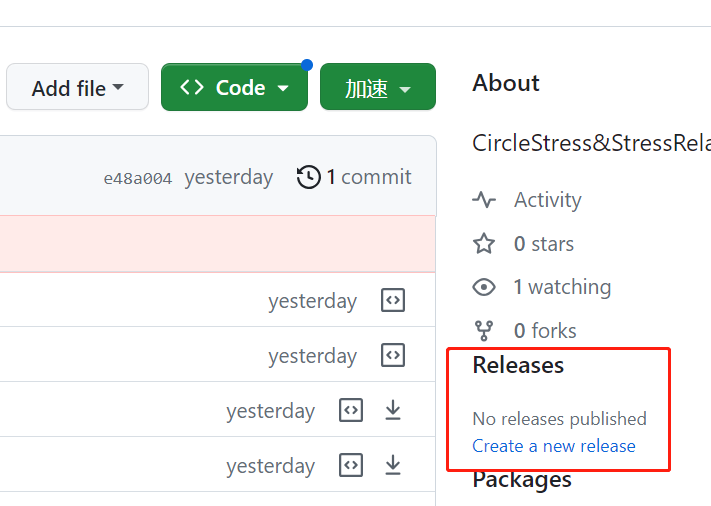 Add file
Code
加速
e48a004 yesterday 1 commit
yesterday
yesterday
yesterday
yesterday
About
CircleStress&StressRela
Activity
0 stars
1 watching
0 forks
Releases
No releases published
Create a new release
Packages